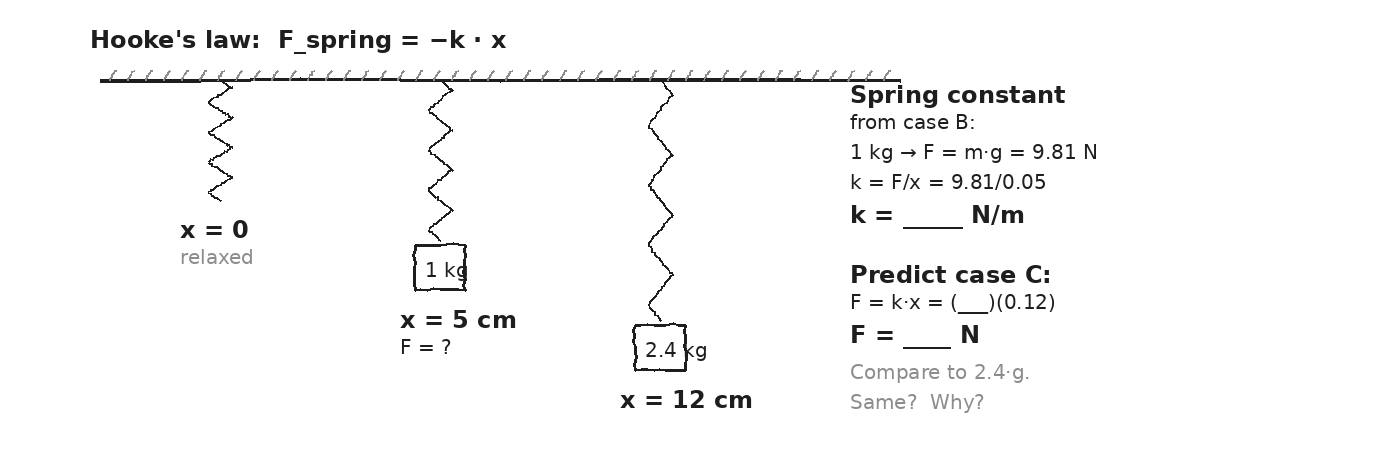 Hooke's law:  F_spring = −k · x
x = 0
relaxed
1 kg
x = 5 cm
F = ?
2.4 kg
x = 12 cm
Spring constant
from case B:
1 kg → F = m·g = 9.81 N
k = F/x = 9.81/0.05
k = _____ N/m
Predict case C:
F = k·x = (___)(0.12)
F = ____ N
Compare to 2.4·g.
Same?  Why?